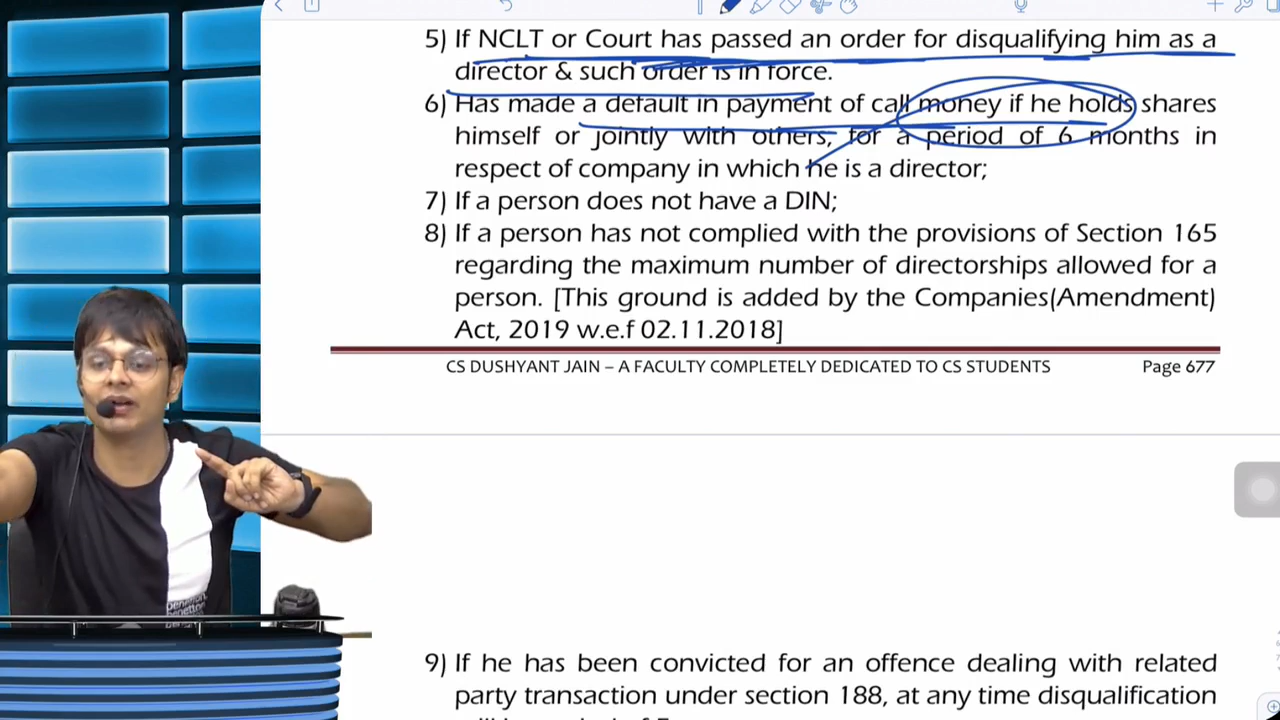 5) If NCLT or Court has passed an order for disqualifying him as a
director & such order is in force.
6) Has made a default in payment of call money if he holds shares
himself or jointly with others, for a period of 6 months in
respect of company in which he is a director;
7) If a person does not have a DIN;
8) If a person has not complied with the provisions of Section 165
regarding the maximum number of directorships allowed for a
person. [This ground is added by the Companies(Amendment)
Act, 2019 w.e.f 02.11.2018]
CS DUSHYANT JAIN – A FACULTY COMPLETELY DEDICATED TO CS STUDENTS Page 677
9) If he has been convicted for an offence dealing with related
party transaction under section 188, at any time disqualification
benetton